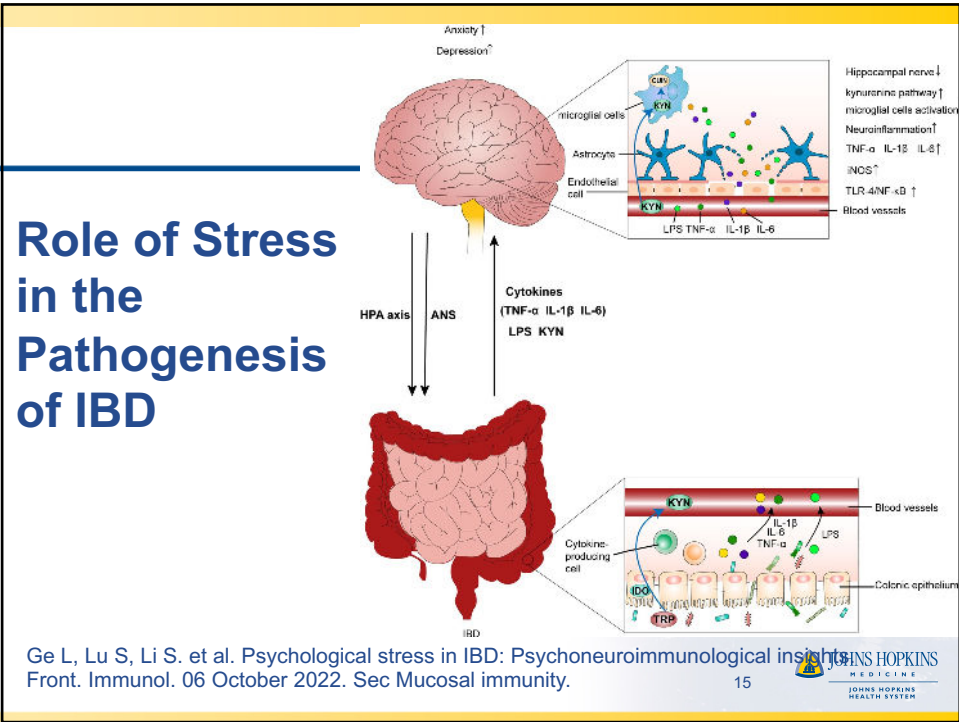 Role of Stress
in the
Pathogenesis
of IBD
Anxiety↑
Depression↑
microglial cells
Astrocyte
Endothelial
cell
QUIN
KYN
KYN
LPS TNF-α IL-1β IL-6
Hippocampal nerve↓
kynurenine pathway↑
microglial cells activation
Neuroinflammation↑
TNF-α IL-1β IL-6↑
iNOS↑
TLR-4/NF-κB ↑
Blood vessels
HPA axis
ANS
Cytokines
(TNF-α IL-1β IL-6)
LPS KYN
IBD
Cytokine-
producing
cell
KYN
IL-1β
IL-6
TNF-α
LPS
IDO
TRP
Blood vessels
Colonic epithelium
Ge L, Lu S, Li S. et al. Psychological stress in IBD: Psychoneuroimmunological insights.
Front. Immunol. 06 October 2022. Sec Mucosal immunity.
15
JOHNS HOPKINS
MEDICINE
JOHNS HOPKINS
HEALTH SYSTEM